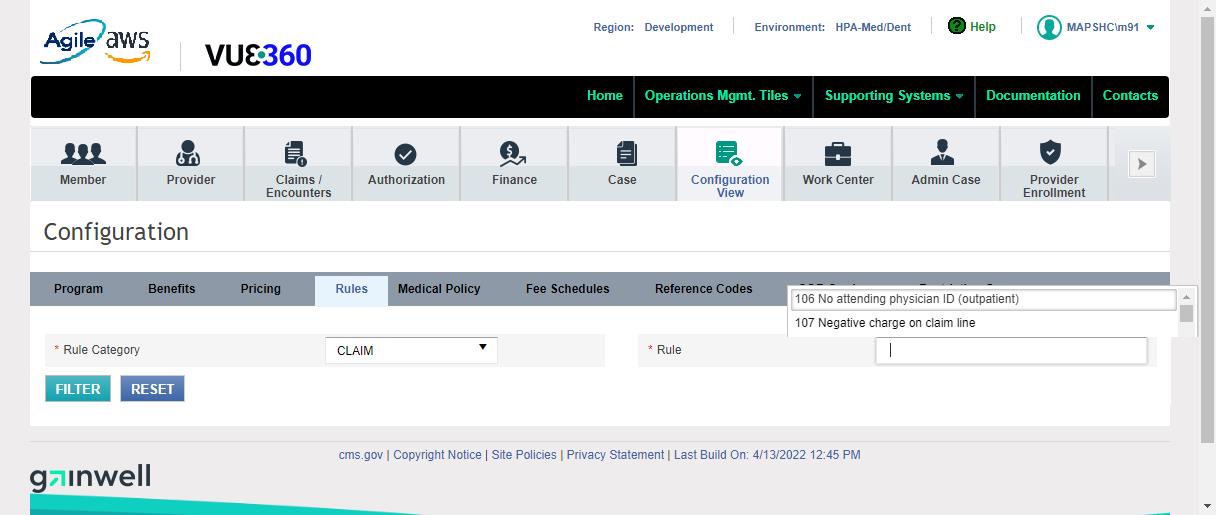 Agile aws
VUE360
Region: Development Environment: HPA-Med/Dent ? Help MAPSHC\m91
Home Operations Mgmt. Tiles Supporting Systems Documentation Contacts
Member Provider Claims / Encounters Authorization Finance Case Configuration View Work Center Admin Case Provider Enrollment
Configuration
Program Benefits Pricing Rules Medical Policy Fee Schedules Reference Codes
106 No attending physician ID (outpatient)
107 Negative charge on claim line
* Rule Category CLAIM * Rule
FILTER RESET
cms.gov | Copyright Notice | Site Policies | Privacy Statement | Last Build On: 4/13/2022 12:45 PM
gainwell